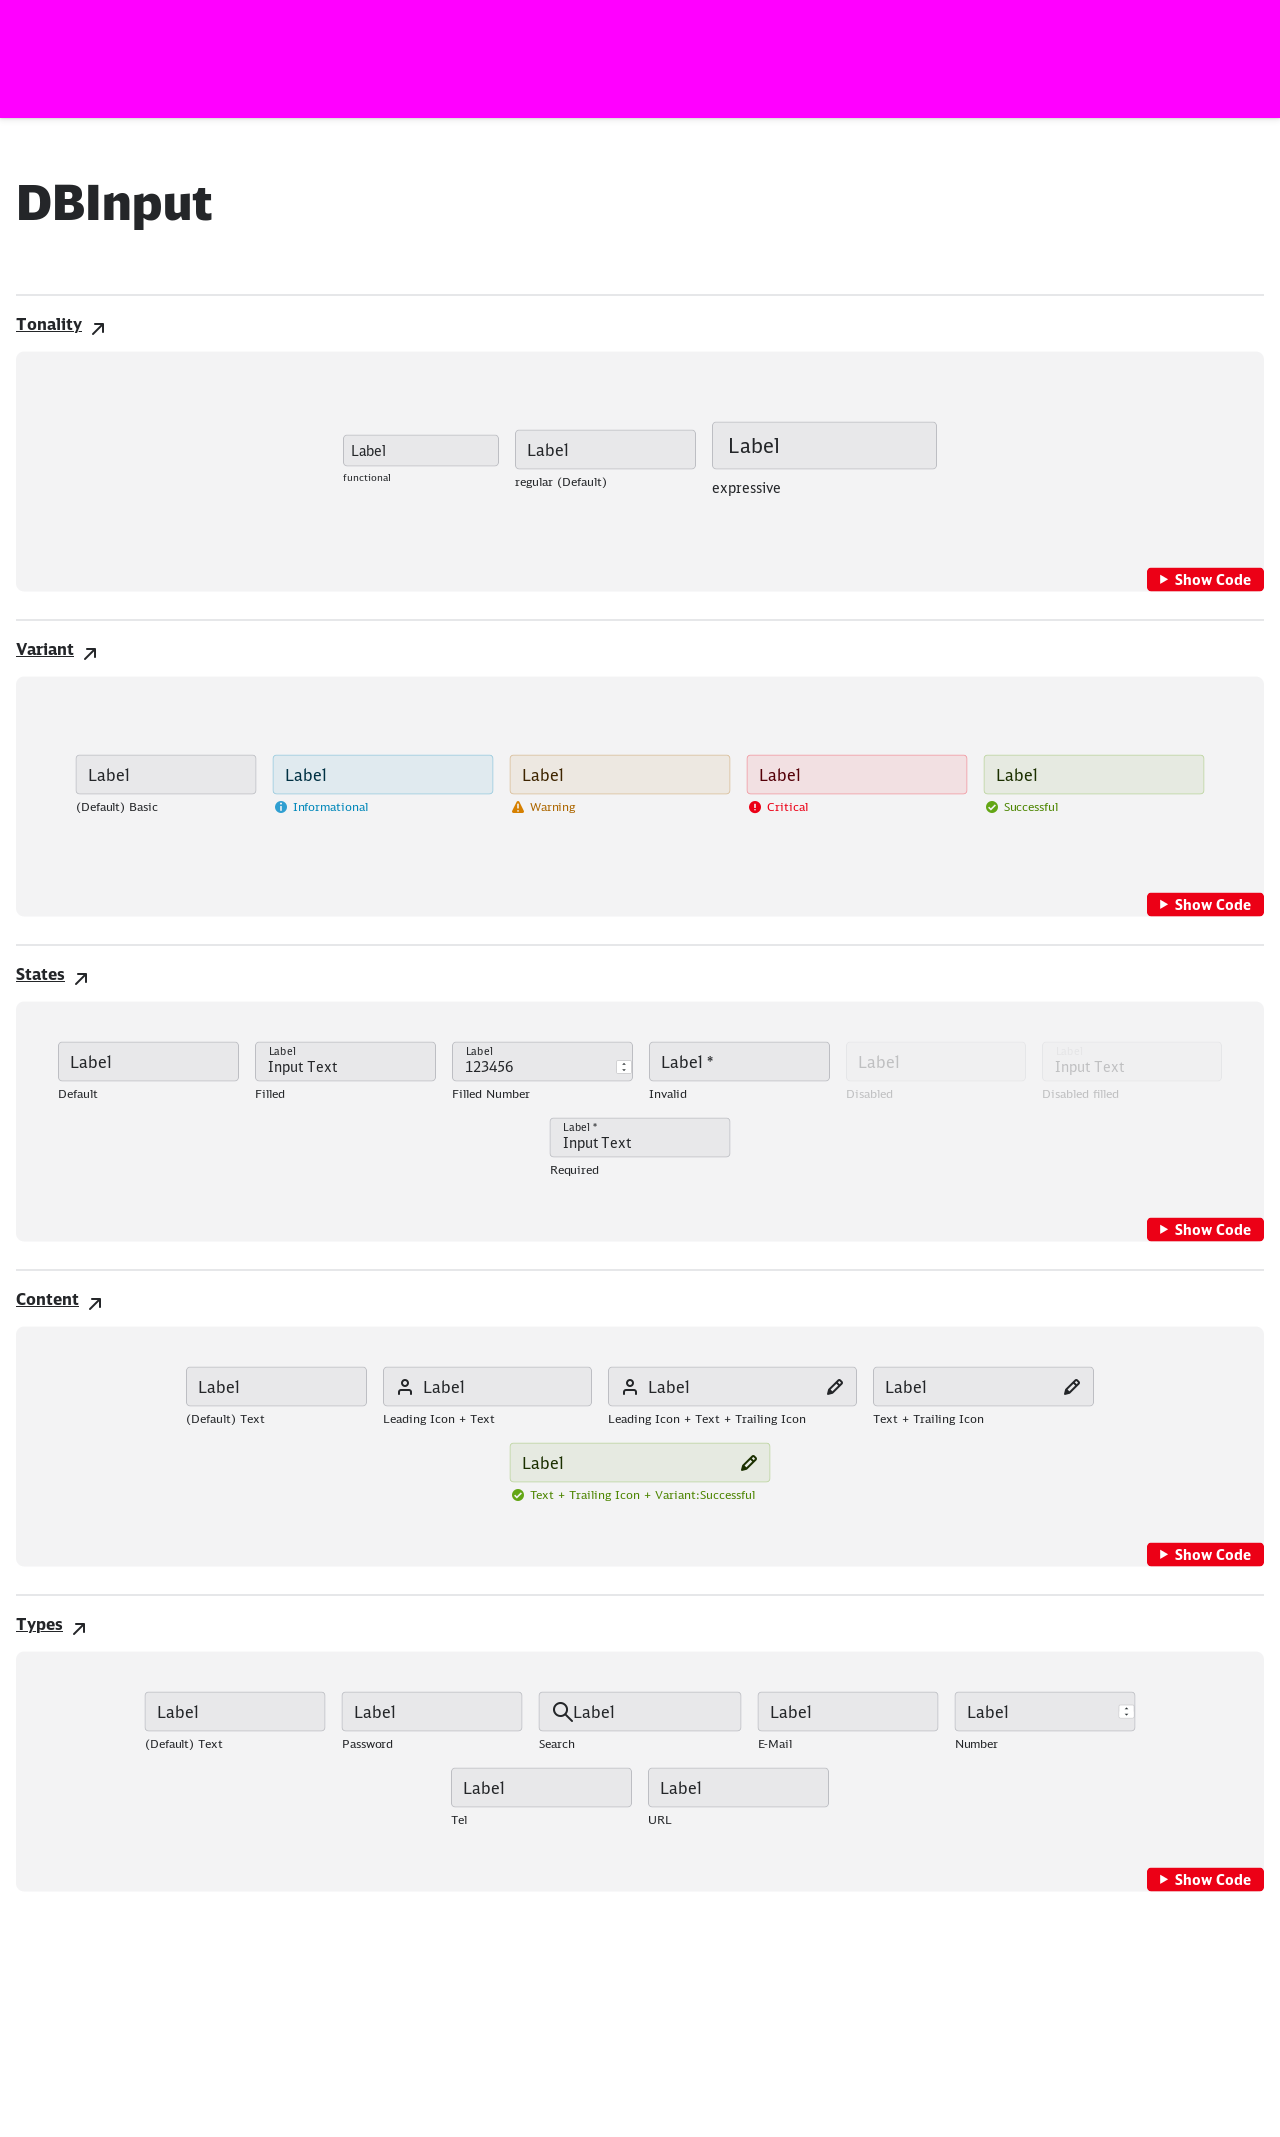 DBInput
Tonality
Label Label Label
functional regular (Default) expressive
Show Code
Variant
Label Label Label Label Label
(Default) Basic Informational Warning Critical Successful
Show Code
States
Label Label Label Label * Label Label
Input Text 123456 Input Text
Default Filled Filled Number Invalid Disabled Disabled filled
Label *
Input Text
Required
Show Code
Content
Label Label Label Label
(Default) Text Leading Icon + Text Leading Icon + Text + Trailing Icon Text + Trailing Icon
Label
Text + Trailing Icon + Variant:Successful
Show Code
Types
Label Label Label Label Label
(Default) Text Password Search E-Mail Number
Label Label
Tel URL
Show Code